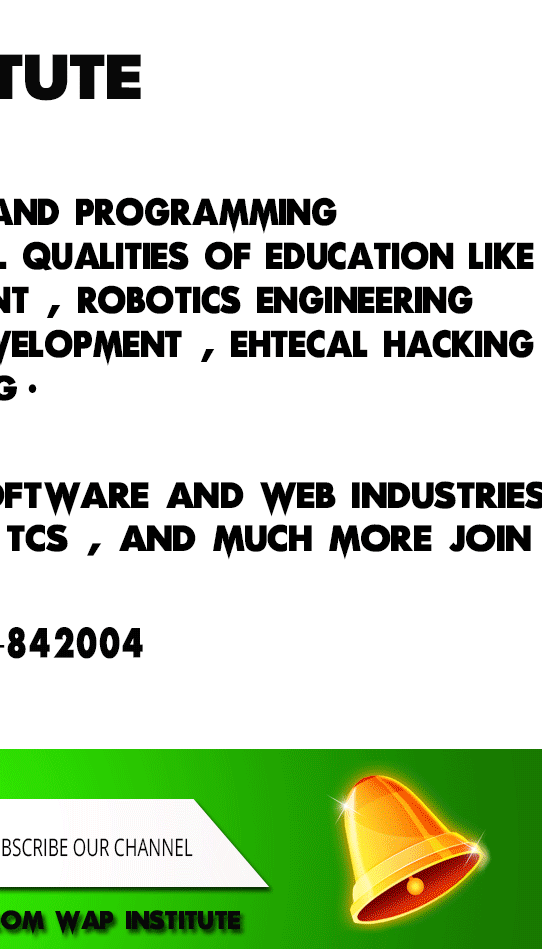 TUTE
AND PROGRAMMING
. QUALITIES OF EDUCATION LIKE
NT , ROBOTICS ENGINEERING
VELOPMENT , EHTECAL HACKING
G .
OFTWARE AND WEB INDUSTRIES
TCS , AND MUCH MORE JOIN
-842004
BSCRIBE OUR CHANNEL
OM WAP INSTITUTE